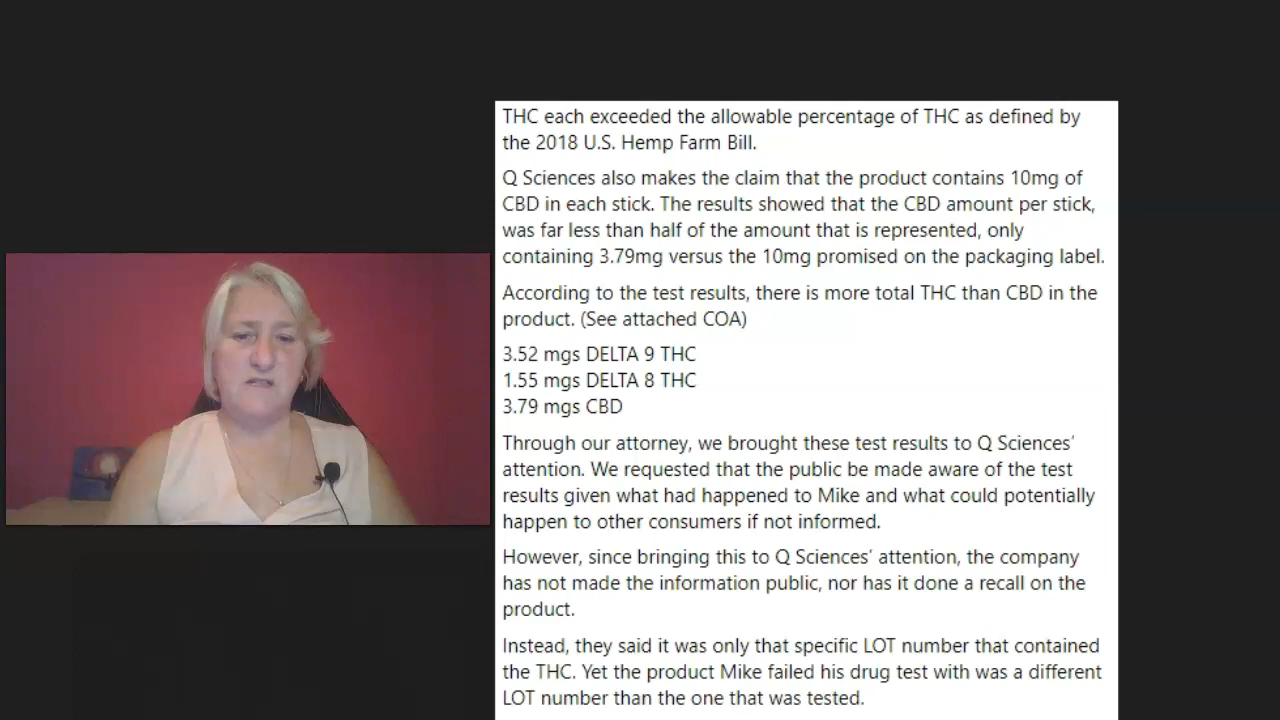 THC each exceeded the allowable percentage of THC as defined by
the 2018 U.S. Hemp Farm Bill.
Q Sciences also makes the claim that the product contains 10mg of
CBD in each stick. The results showed that the CBD amount per stick,
was far less than half of the amount that is represented, only
containing 3.79mg versus the 10mg promised on the packaging label.
According to the test results, there is more total THC than CBD in the
product. (See attached COA)
3.52 mgs DELTA 9 THC
1.55 mgs DELTA 8 THC
3.79 mgs CBD
Through our attorney, we brought these test results to Q Sciences'
attention. We requested that the public be made aware of the test
results given what had happened to Mike and what could potentially
happen to other consumers if not informed.
However, since bringing this to Q Sciences' attention, the company
has not made the information public, nor has it done a recall on the
product.
Instead, they said it was only that specific LOT number that contained
the THC. Yet the product Mike failed his drug test with was a different
LOT number than the one that was tested.